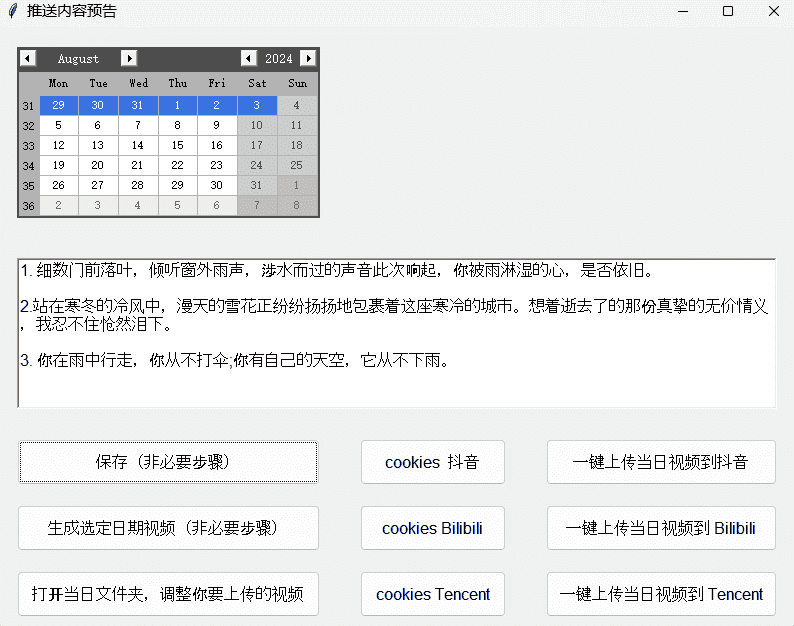 推送内容预告
August 2024
Mon Tue Wed Thu Fri Sat Sun
31 29 30 31 1 2 3 4
32 5 6 7 8 9 10 11
33 12 13 14 15 16 17 18
34 19 20 21 22 23 24 25
35 26 27 28 29 30 31 1
36 2 3 4 5 6 7 8
1. 细数门前落叶，倾听窗外雨声，涉水而过的声音此次响起，你被雨淋湿的心，是否依旧。
2.站在寒冬的冷风中，漫天的雪花正纷纷扬扬地包裹着这座寒冷的城市。想着逝去了的那份真挚的无价情义
，我忍不住怆然泪下。
3. 你在雨中行走，你从不打伞;你有自己的天空，它从不下雨。
保存（非必要步骤） cookies 抖音 一键上传当日视频到抖音
生成选定日期视频（非必要步骤） cookies Bilibili 一键上传当日视频到 Bilibili
打开当日文件夹，调整你要上传的视频 cookies Tencent 一键上传当日视频到 Tencent